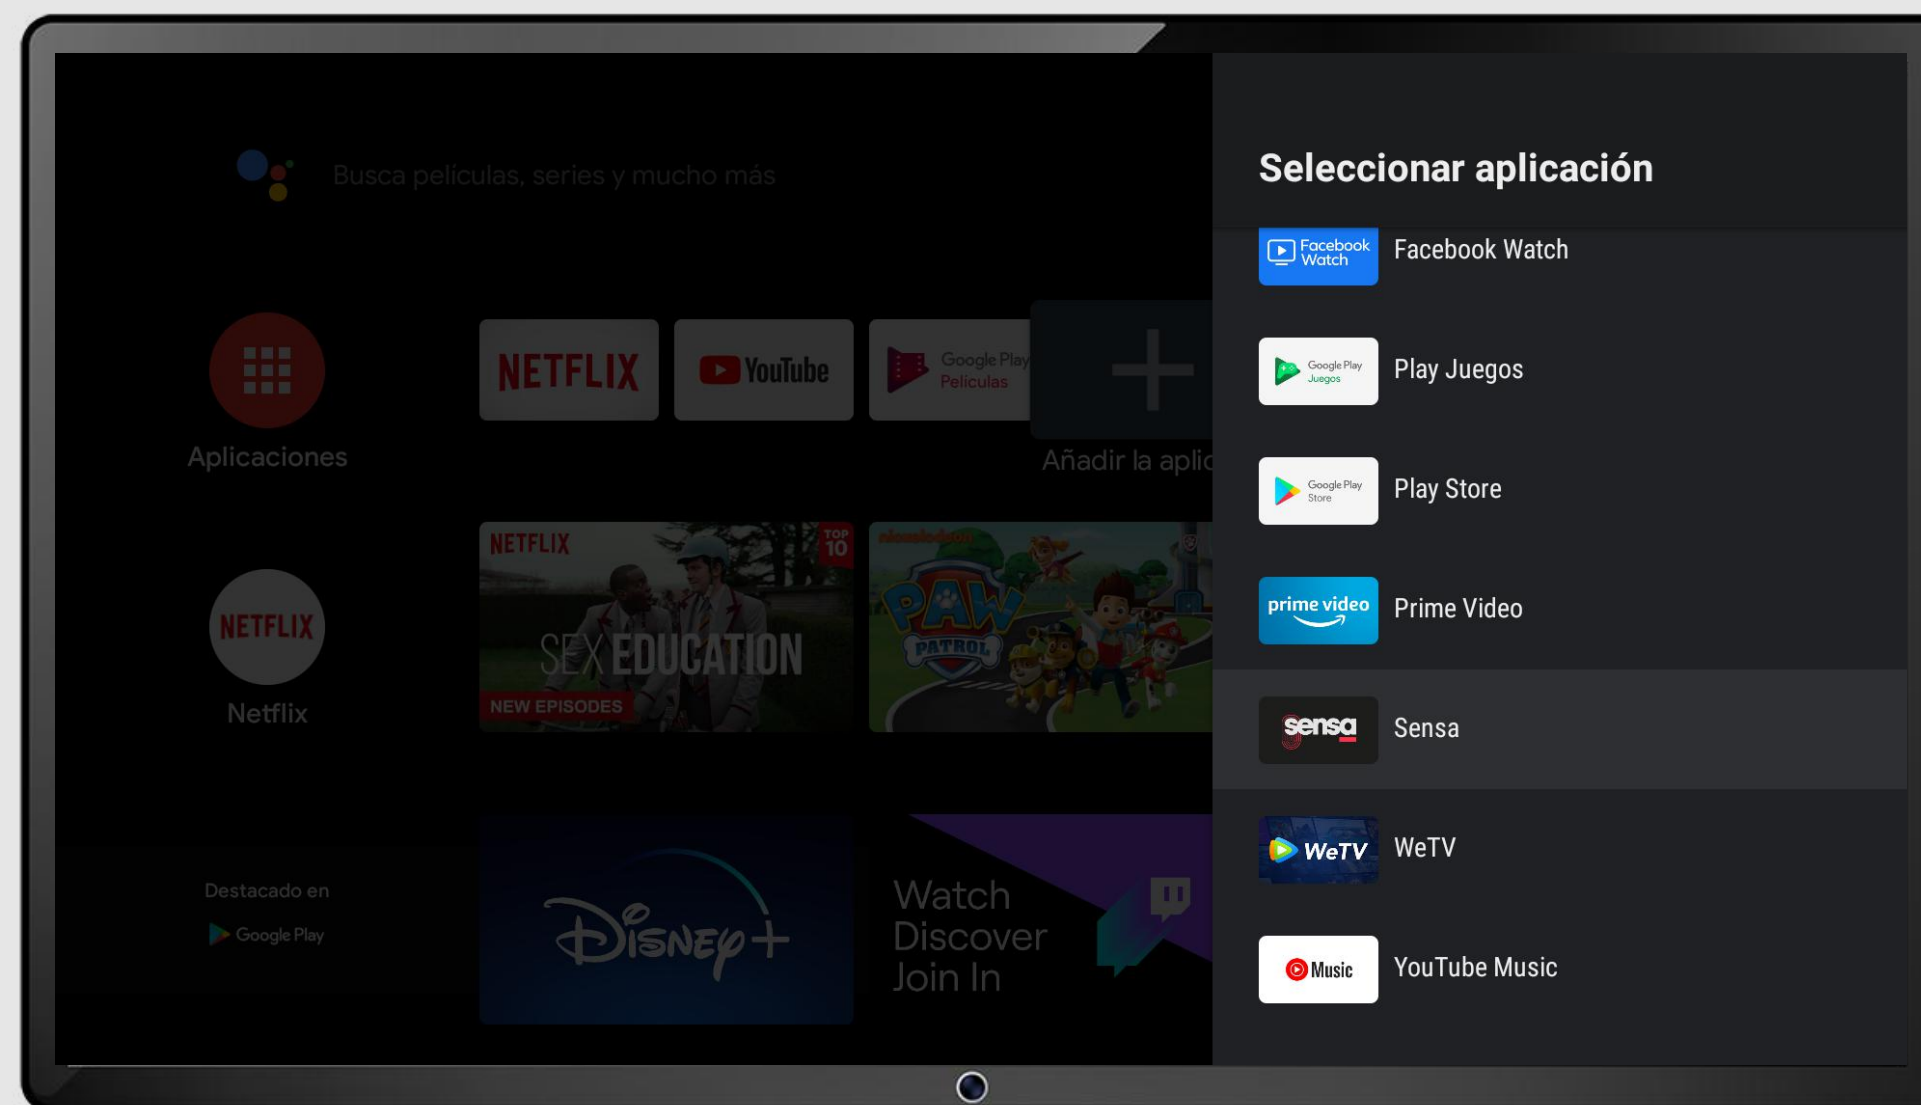 Busca películas, series y mucho más
NETFLIX
YouTube
Google Play
Películas
Aplicaciones
Añadir la aplic
NETFLIX
Netflix
NETFLIX
TOP
10
SEX EDUCATION
NEW EPISODES
nickelodeon
PAW
PATROL
Destacado en
Google Play
Disney+
Watch
Discover
Join In
Seleccionar aplicación
Facebook
Watch
Facebook Watch
Google Play
Juegos
Play Juegos
Google Play
Store
Play Store
prime video
Prime Video
sensa
Sensa
WeTV
WeTV
Music
YouTube Music